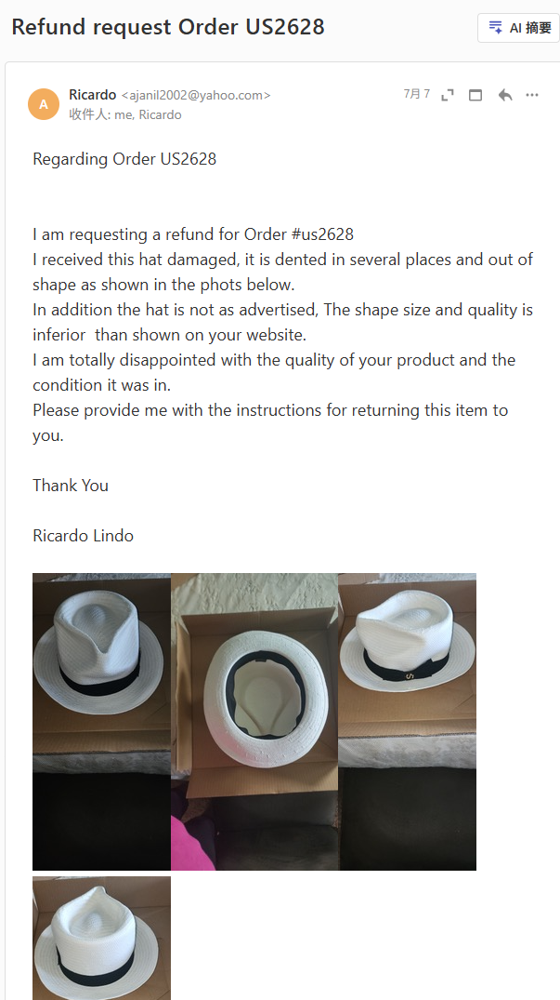 Refund request Order US2628
AI 摘要
A
Ricardo <ajanil2002@yahoo.com>
7月 7
收件人: me, Ricardo
Regarding Order US2628
I am requesting a refund for Order #us2628
I received this hat damaged, it is dented in several places and out of
shape as shown in the phots below.
In addition the hat is not as advertised, The shape size and quality is
inferior  than shown on your website.
I am totally disappointed with the quality of your product and the
condition it was in.
Please provide me with the instructions for returning this item to
you.
Thank You
Ricardo Lindo